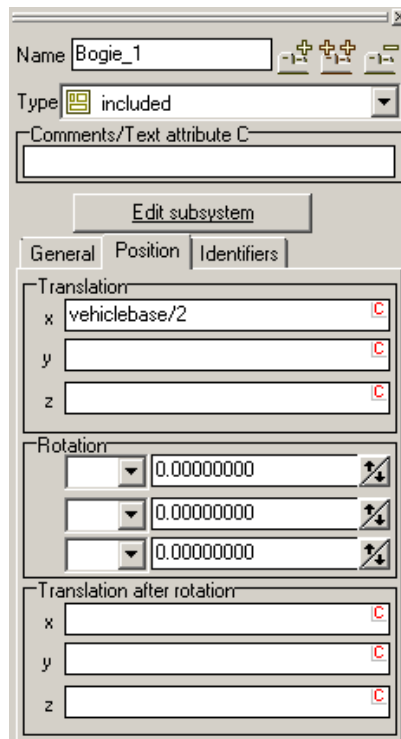 Name Bogie_1
Type included
Comments/Text attribute C
Edit subsystem
General Position Identifiers
Translation
x vehiclebase/2 C
y C
z C
Rotation
0.00000000
0.00000000
0.00000000
Translation after rotation
x C
y C
z C